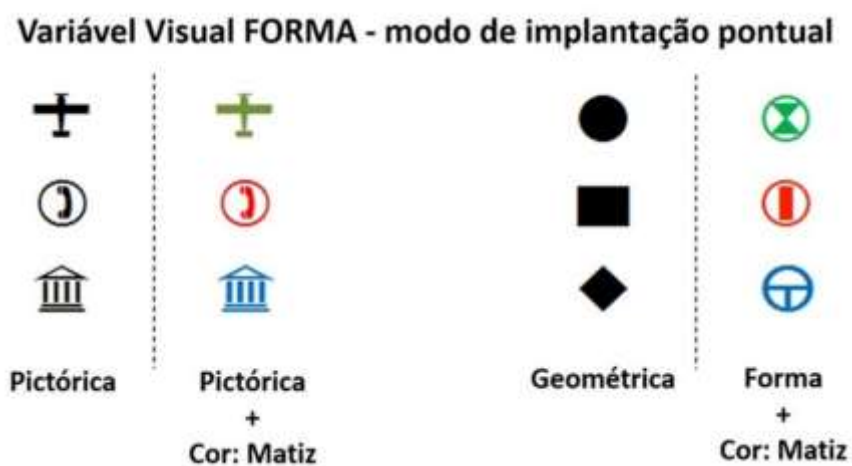 Variável Visual FORMA - modo de implantação pontual
Pictórica
Pictórica
+
Cor: Matiz
Geométrica
Forma
+
Cor: Matiz